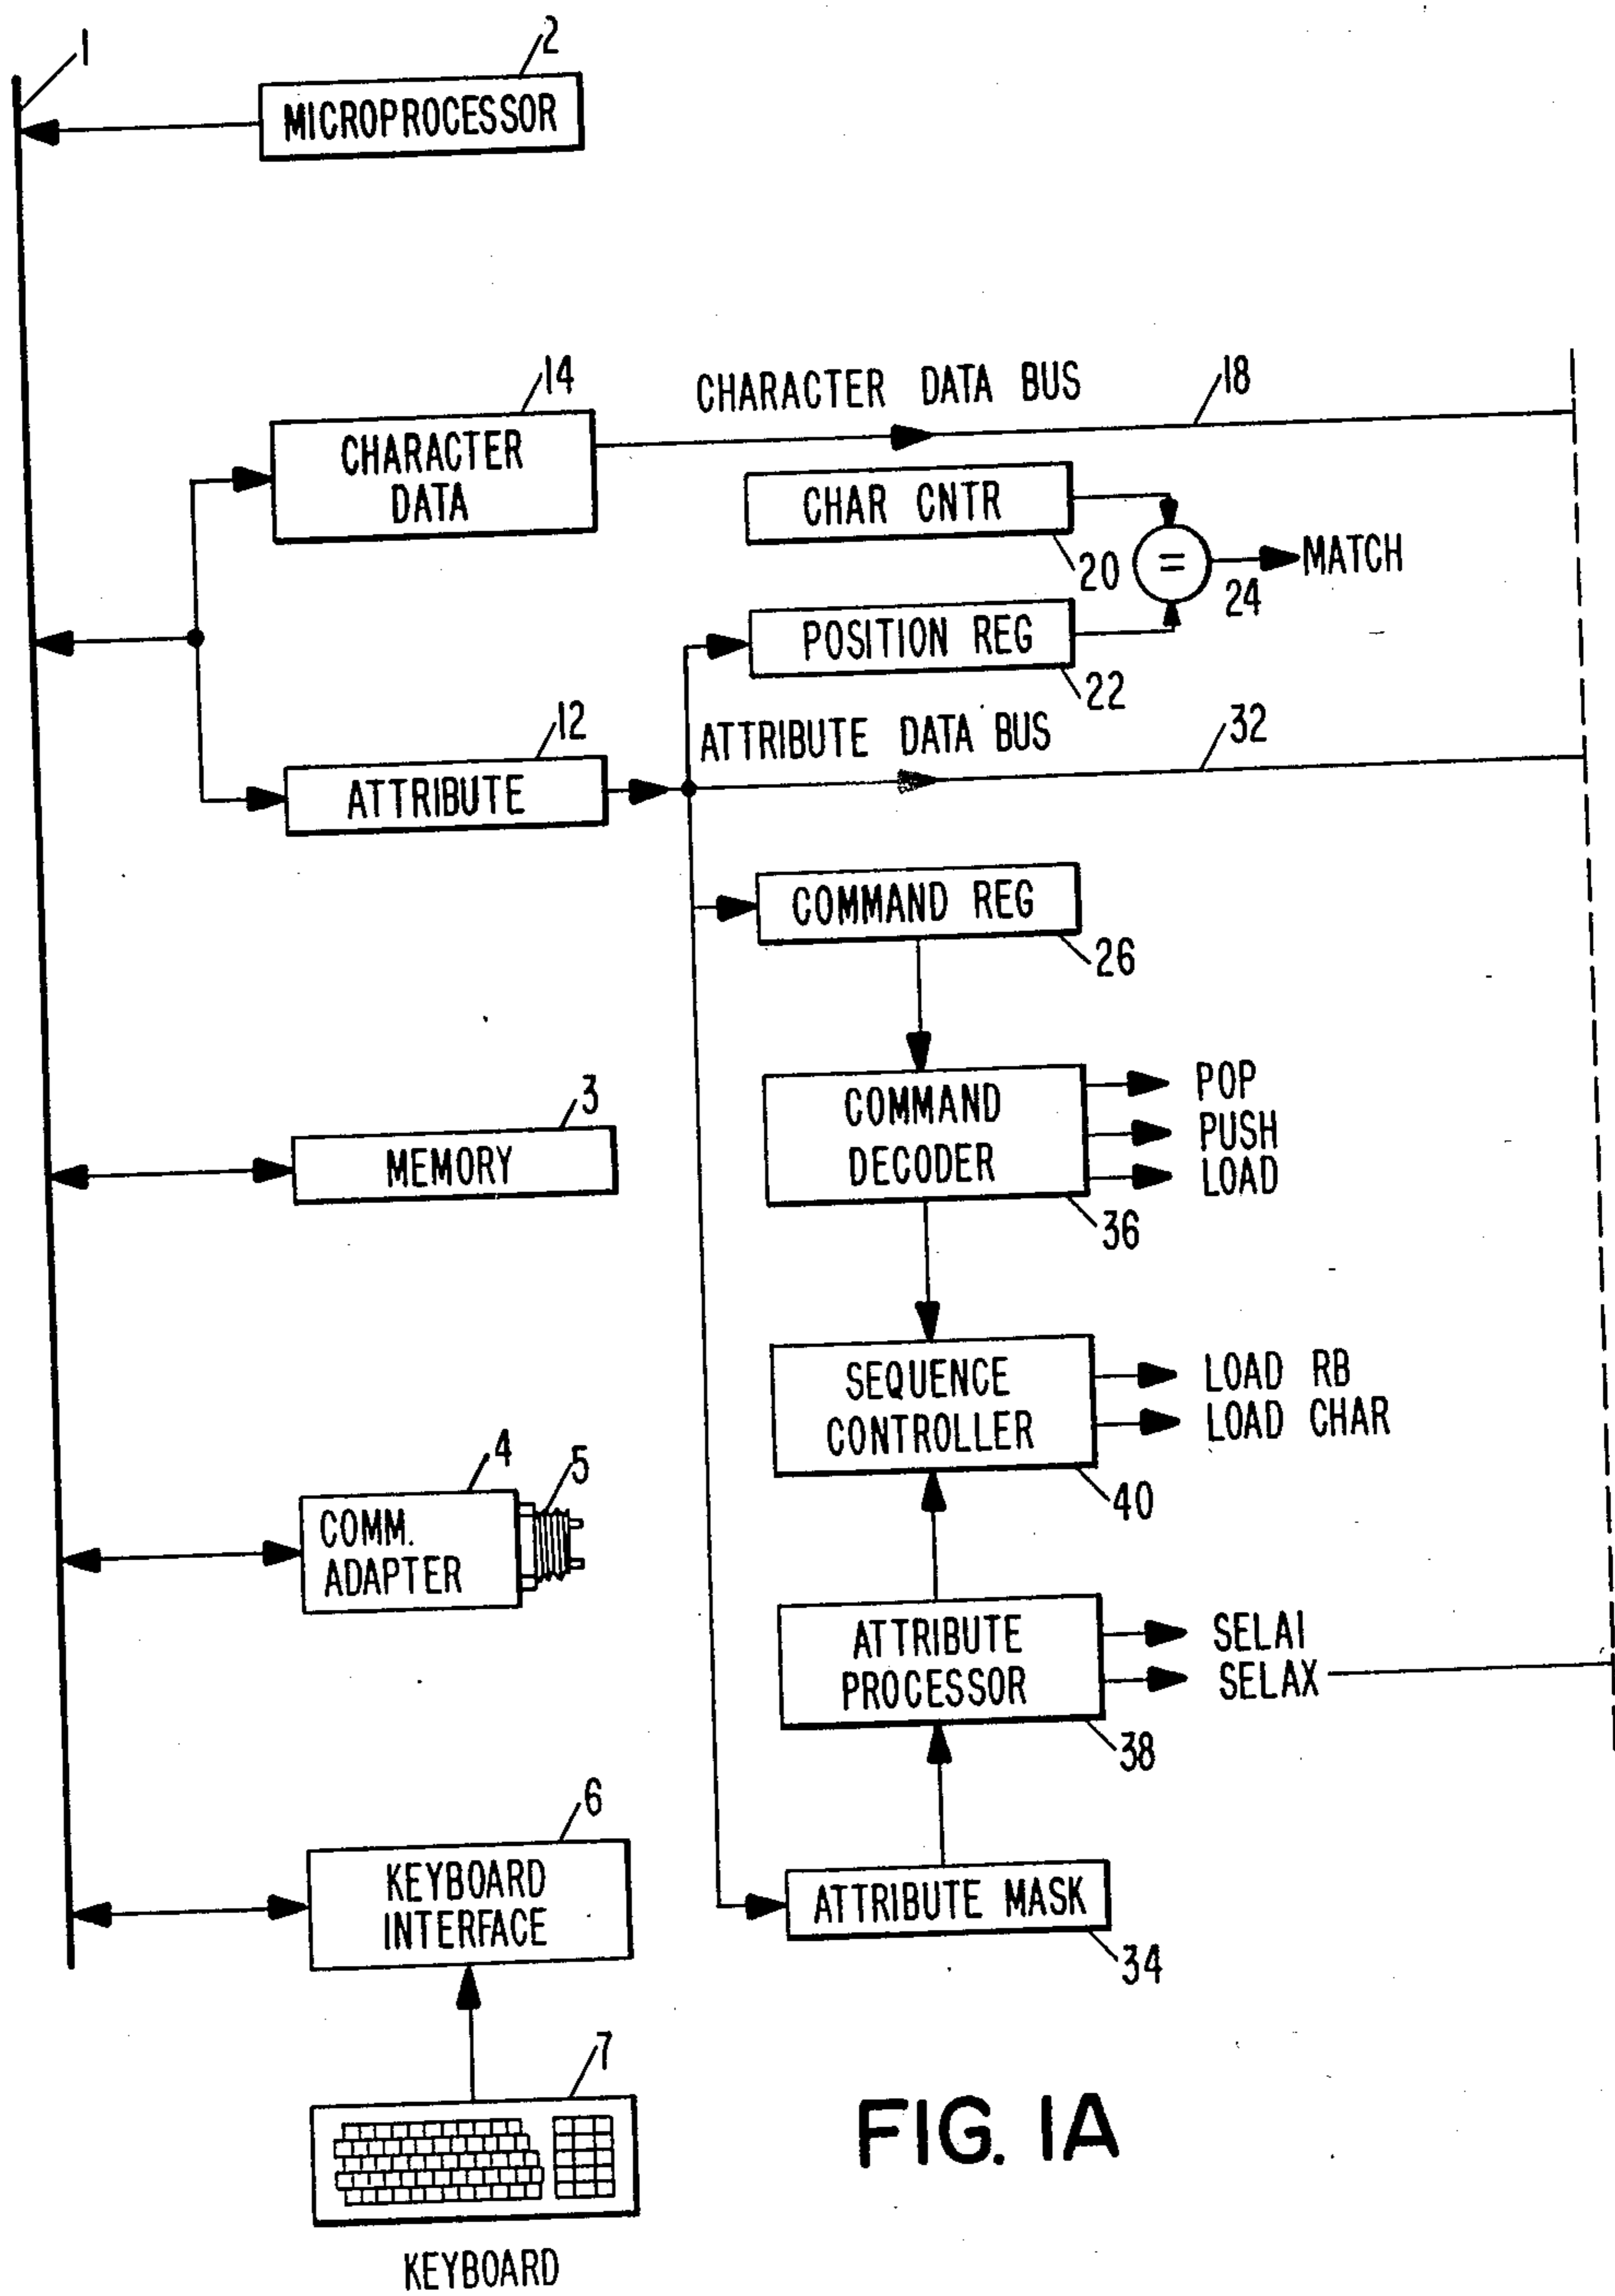 1
2
MICROPROCESSOR
14
CHARACTER DATA BUS
18
CHARACTER
DATA
CHAR CNTR
20
=
MATCH
24
POSITION REG
22
12
ATTRIBUTE DATA BUS
32
ATTRIBUTE
COMMAND REG
26
3
MEMORY
COMMAND
DECODER
POP
PUSH
LOAD
36
SEQUENCE
CONTROLLER
LOAD RB
LOAD CHAR
40
4
5
COMM.
ADAPTER
ATTRIBUTE
PROCESSOR
SELAI
SELAX
38
6
KEYBOARD
INTERFACE
ATTRIBUTE MASK
34
7
KEYBOARD
FIG. 1A